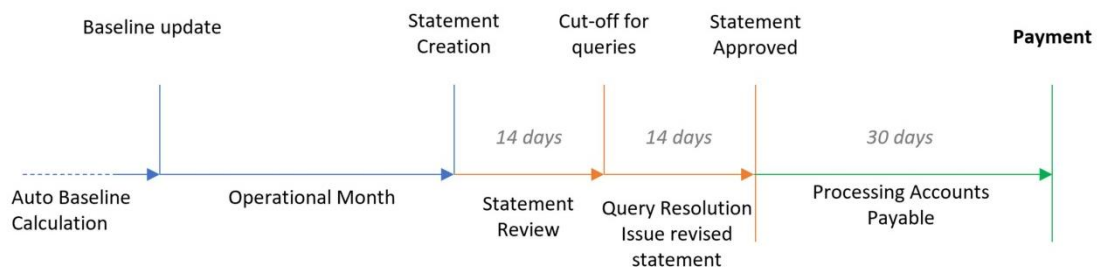 Baseline update
Statement
Creation
Cut-off for
queries
Statement
Approved
Payment
14 days
14 days
30 days
Auto Baseline
Calculation
Operational Month
Statement
Review
Query Resolution
Issue revised
statement
Processing Accounts
Payable